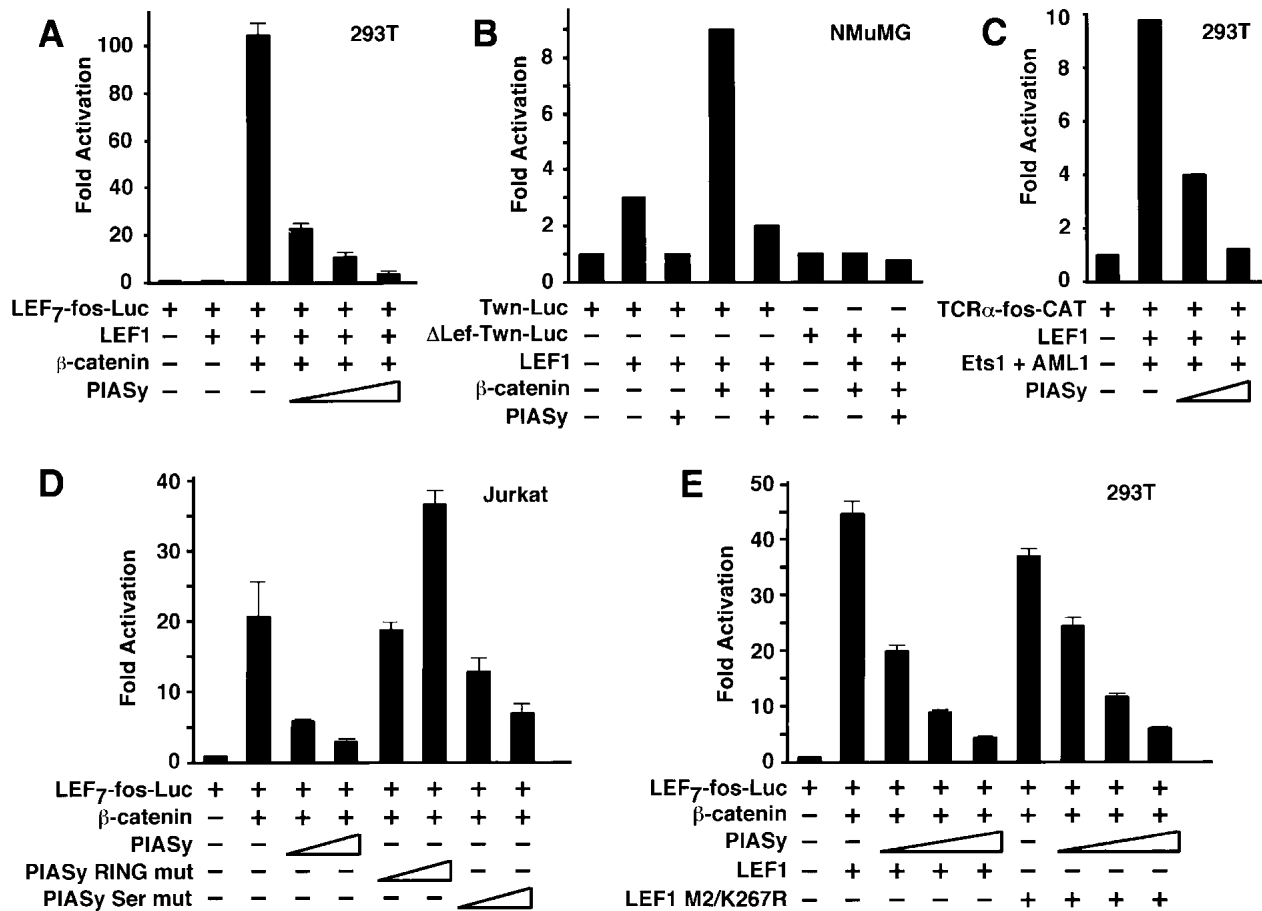 A
293T
Fold Activation
100
80
60
40
20
0
LEF7-fos-Luc + + + + + +
LEF1 – + + + + +
β-catenin – – + + + +
PIASy – – –
B
NMuMG
Fold Activation
8
6
4
2
0
Twn-Luc + + + + + – – –
ΔLef-Twn-Luc – – – – – + + +
LEF1 – + + + + – + +
β-catenin – – – + + – + +
PIASy – – + – + – – +
C
293T
Fold Activation
10
8
6
4
2
0
TCRα-fos-CAT + + + +
LEF1 – + + +
Ets1 + AML1 – + + +
PIASy – –
D
Jurkat
Fold Activation
40
30
20
10
0
LEF7-fos-Luc + + + + + + + +
β-catenin – + + + + + + +
PIASy – – – – – –
PIASy RING mut – – – – – –
PIASy Ser mut – – – – – –
E
293T
Fold Activation
50
40
30
20
10
0
LEF7-fos-Luc + + + + + + + + +
β-catenin – + + + + + + + +
PIASy – – –
LEF1 – + + + + – – – –
LEF1 M2/K267R – – – – – + + + +